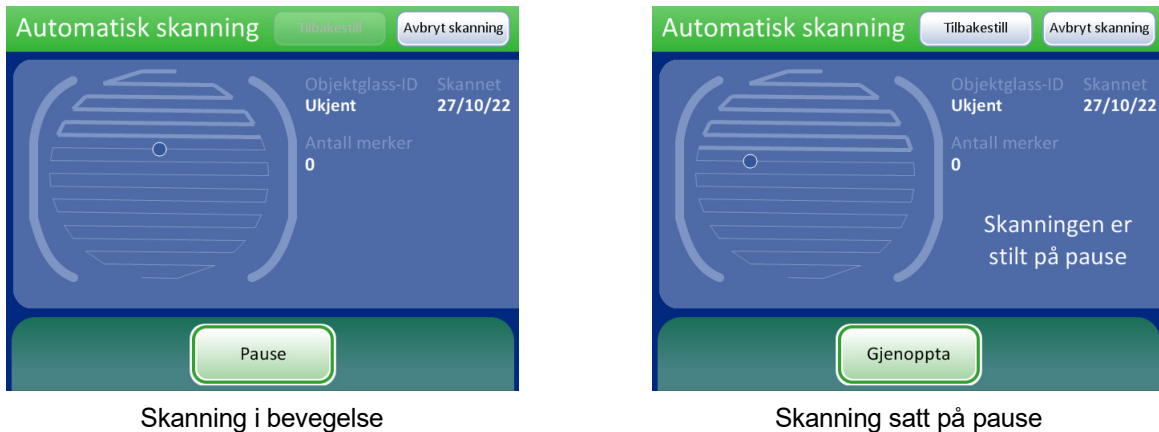 Automatisk skanning
Tilbakestill
Avbryt skanning
Objektglass-ID
Skannet
Ukjent
27/10/22
Antall merker
0
Pause
Skanning i bevegelse
Automatisk skanning
Tilbakestill
Avbryt skanning
Objektglass-ID
Skannet
Ukjent
27/10/22
Antall merker
0
Skanningen er
stilt på pause
Gjenoppta
Skanning satt på pause